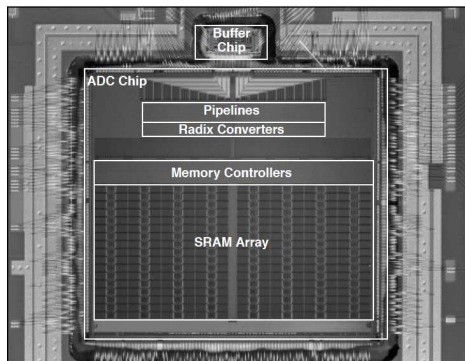 Buffer
Chip
ADC Chip
Pipelines
Radix Converters
Memory Controllers
SRAM Array